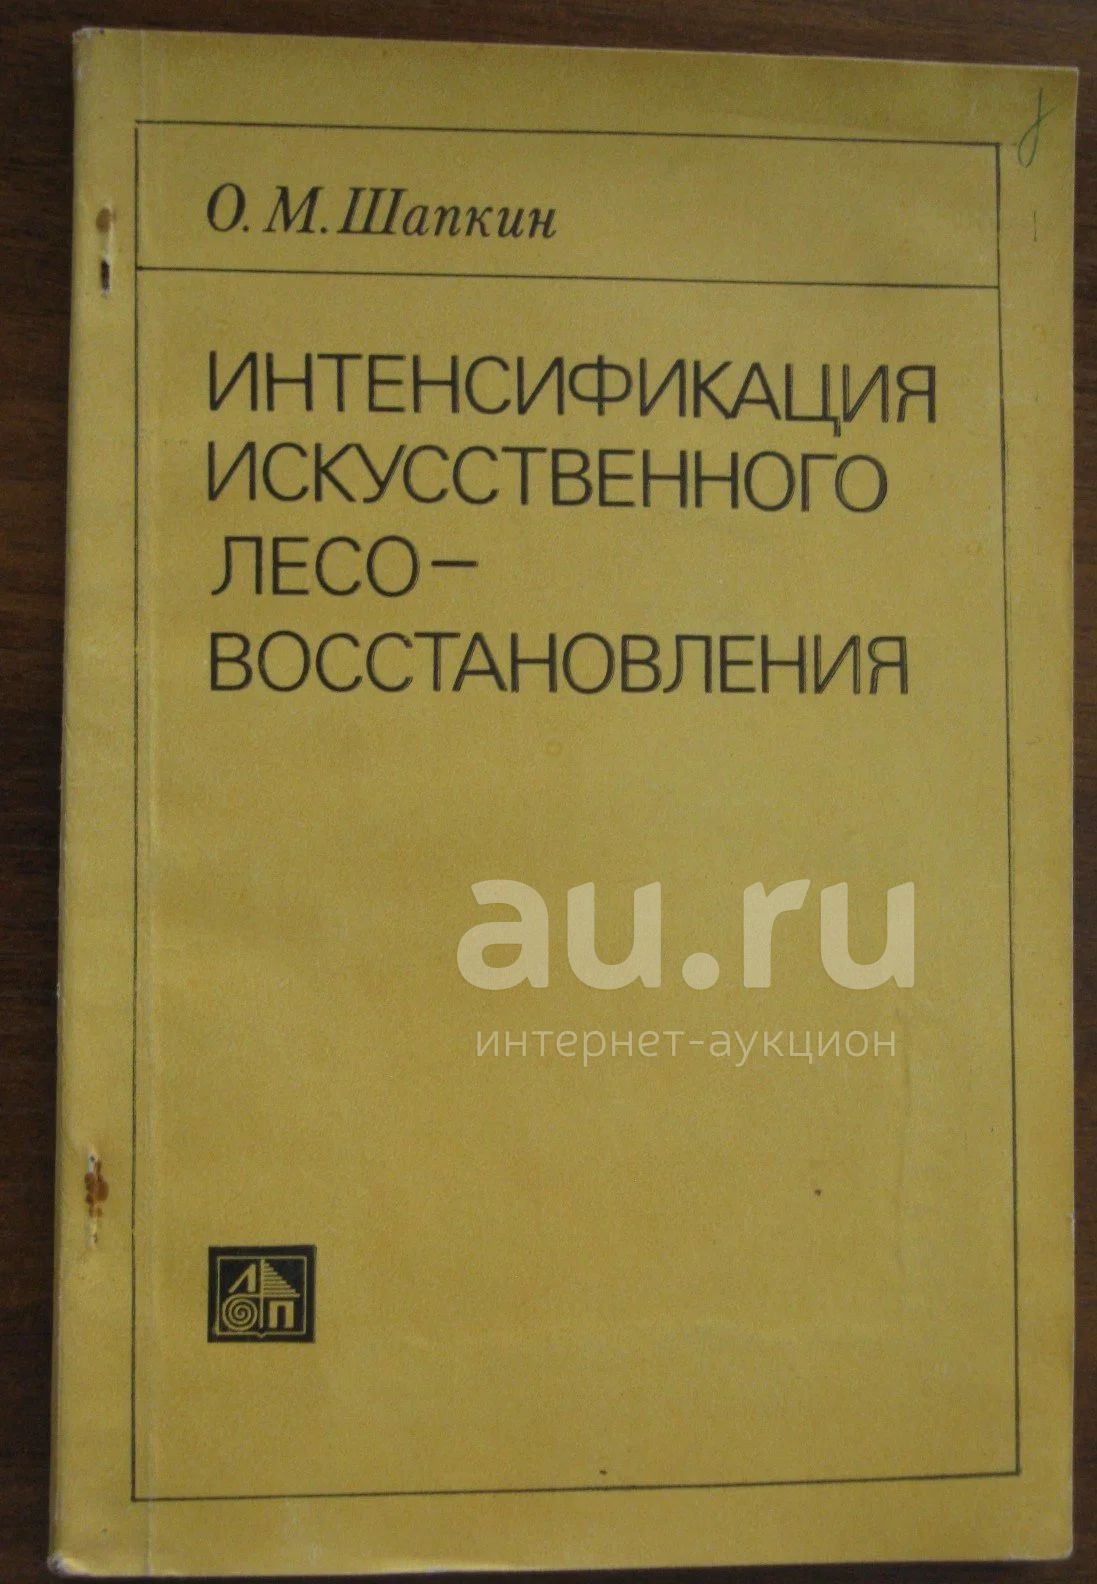 О. М. Шапкин
ИНТЕНСИФИКАЦИЯ
ИСКУССТВЕННОГО
ЛЕСО-
ВОССТАНОВЛЕНИЯ
au.ru
интернет-аукцион
Л
П